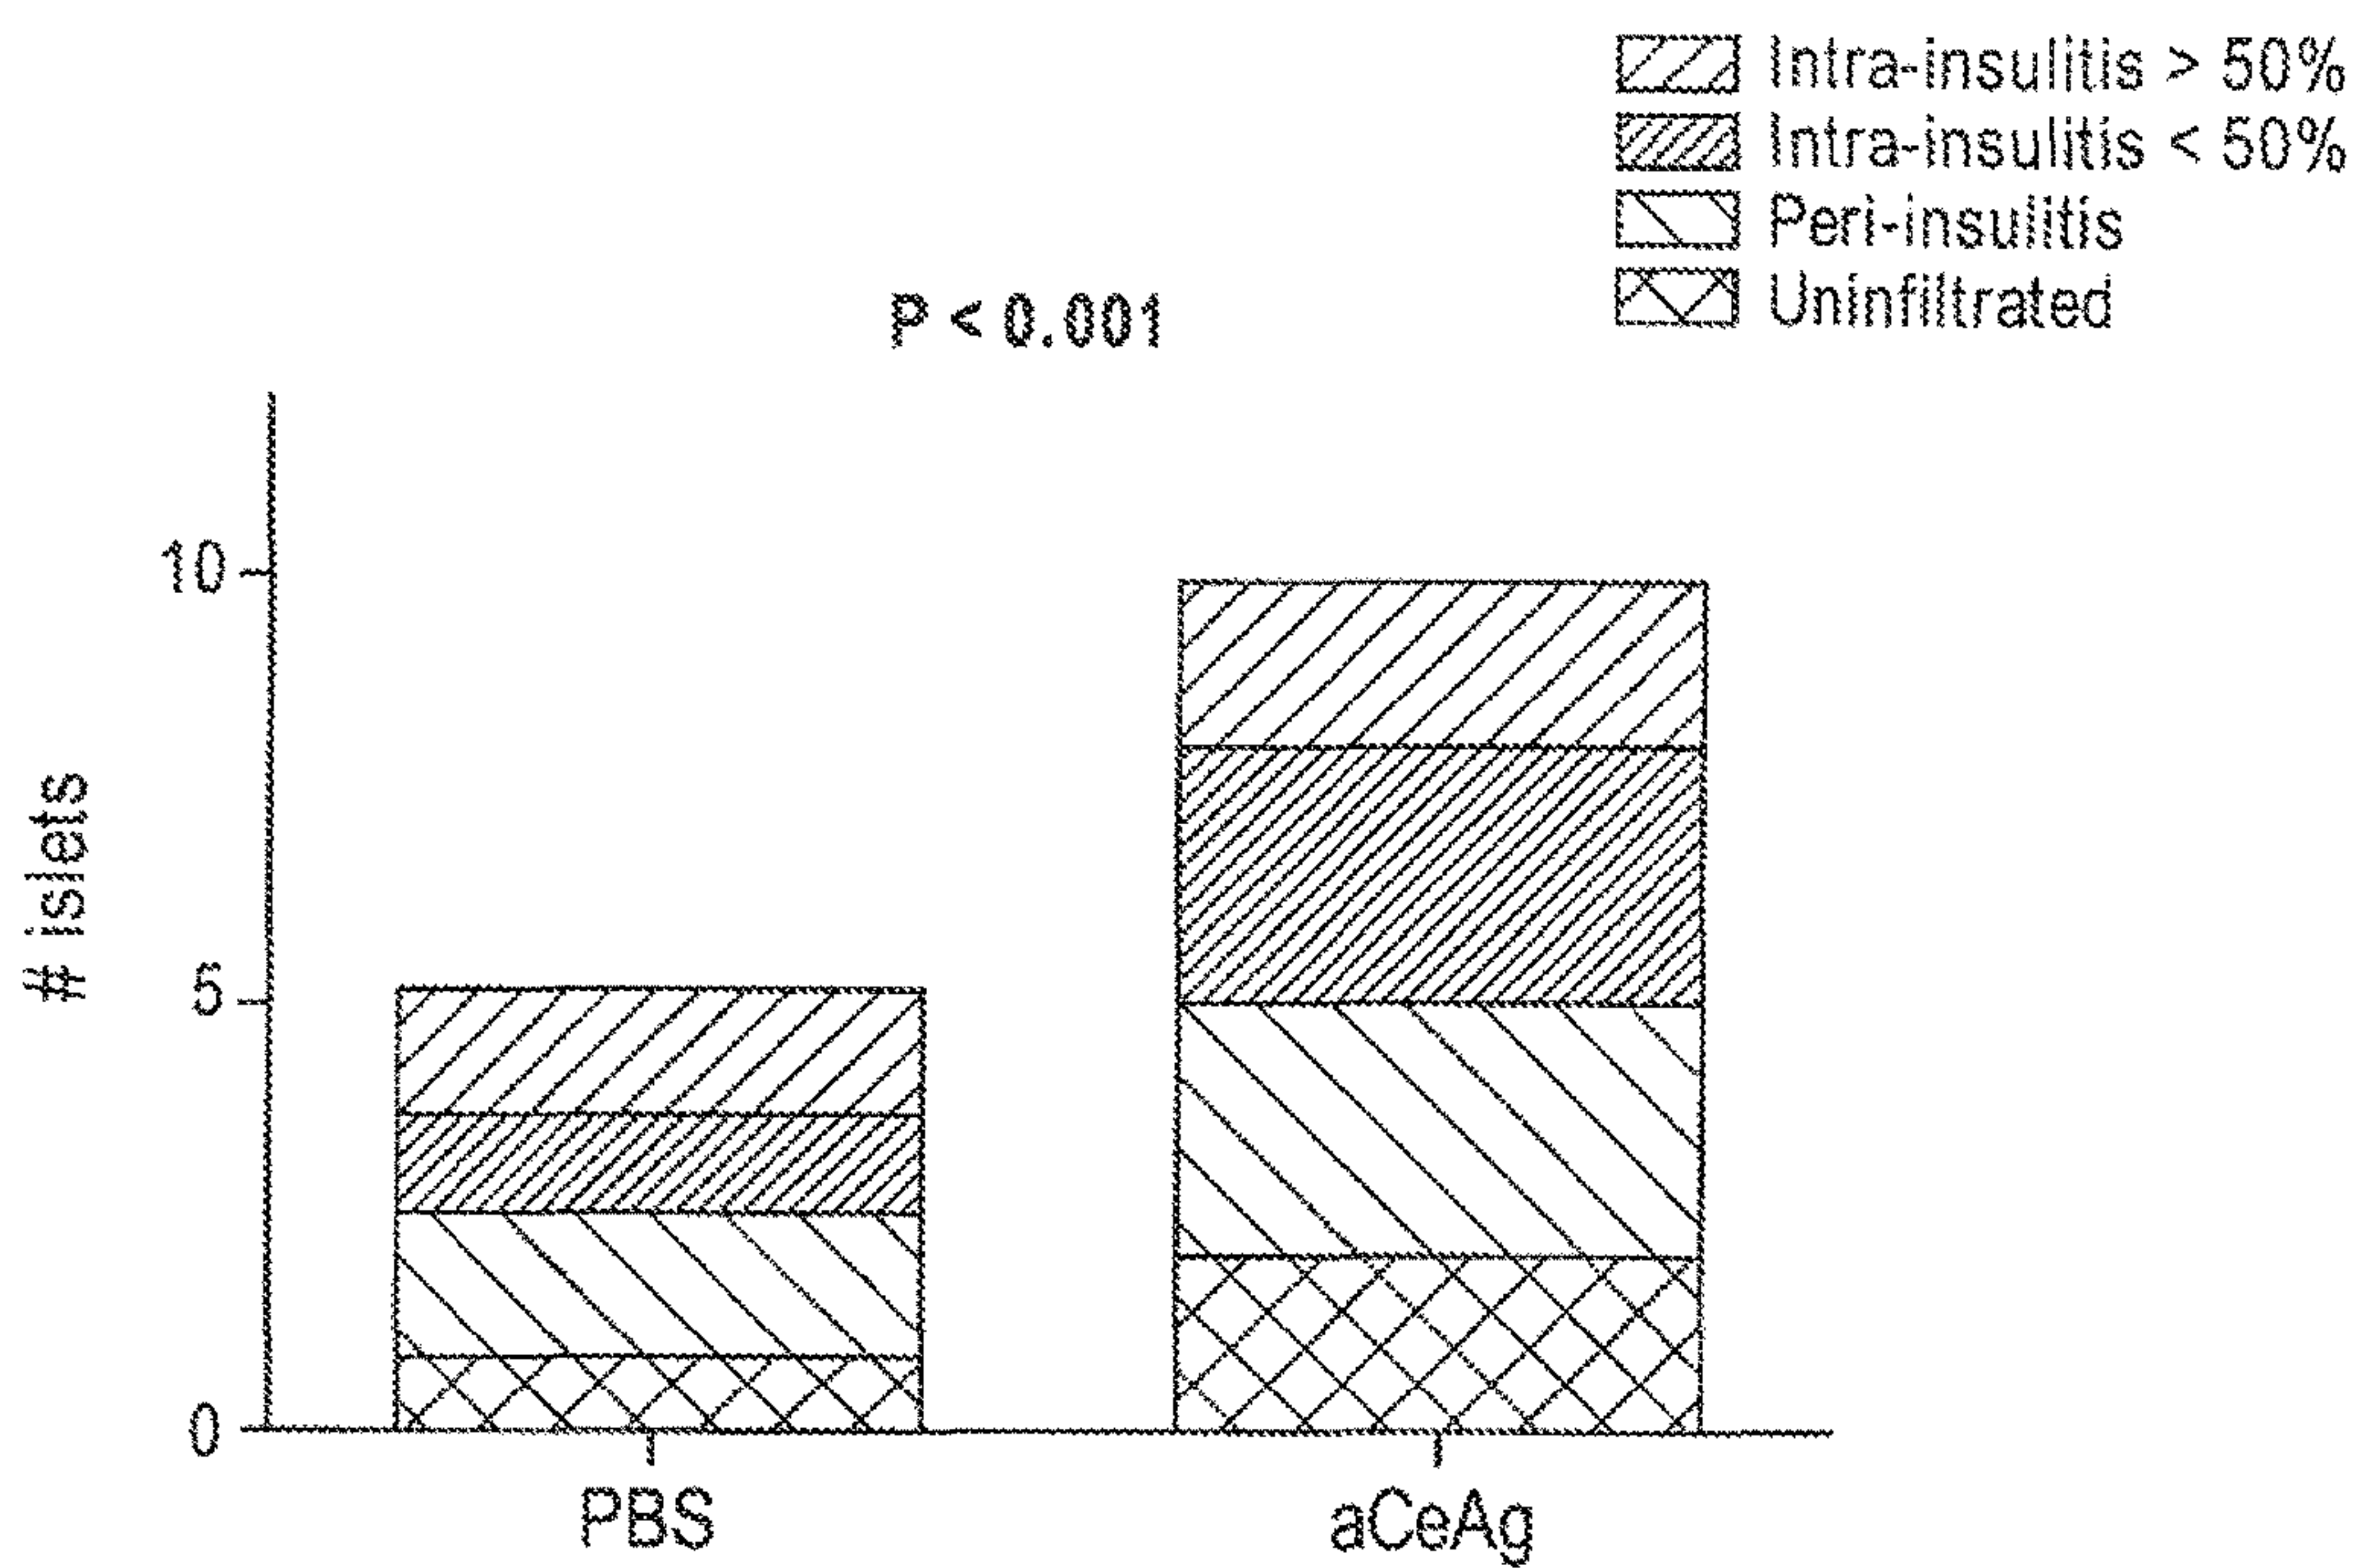 Intra-insulitis > 50%
Intra-insulitis < 50%
Peri-insulitis
Uninfiltrated
P < 0.001
10
5
0
# islets
PBS
aCeAg